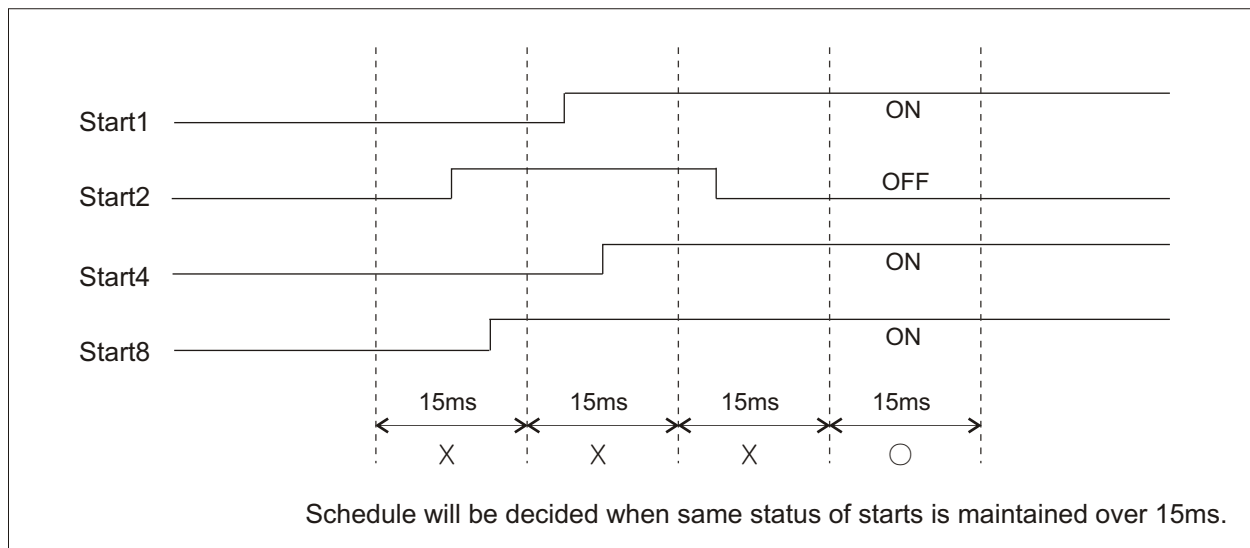 Start1
ON
Start2
OFF
Start4
ON
Start8
ON
15ms 15ms 15ms 15ms
X X X ○
Schedule will be decided when same status of starts is maintained over 15ms.